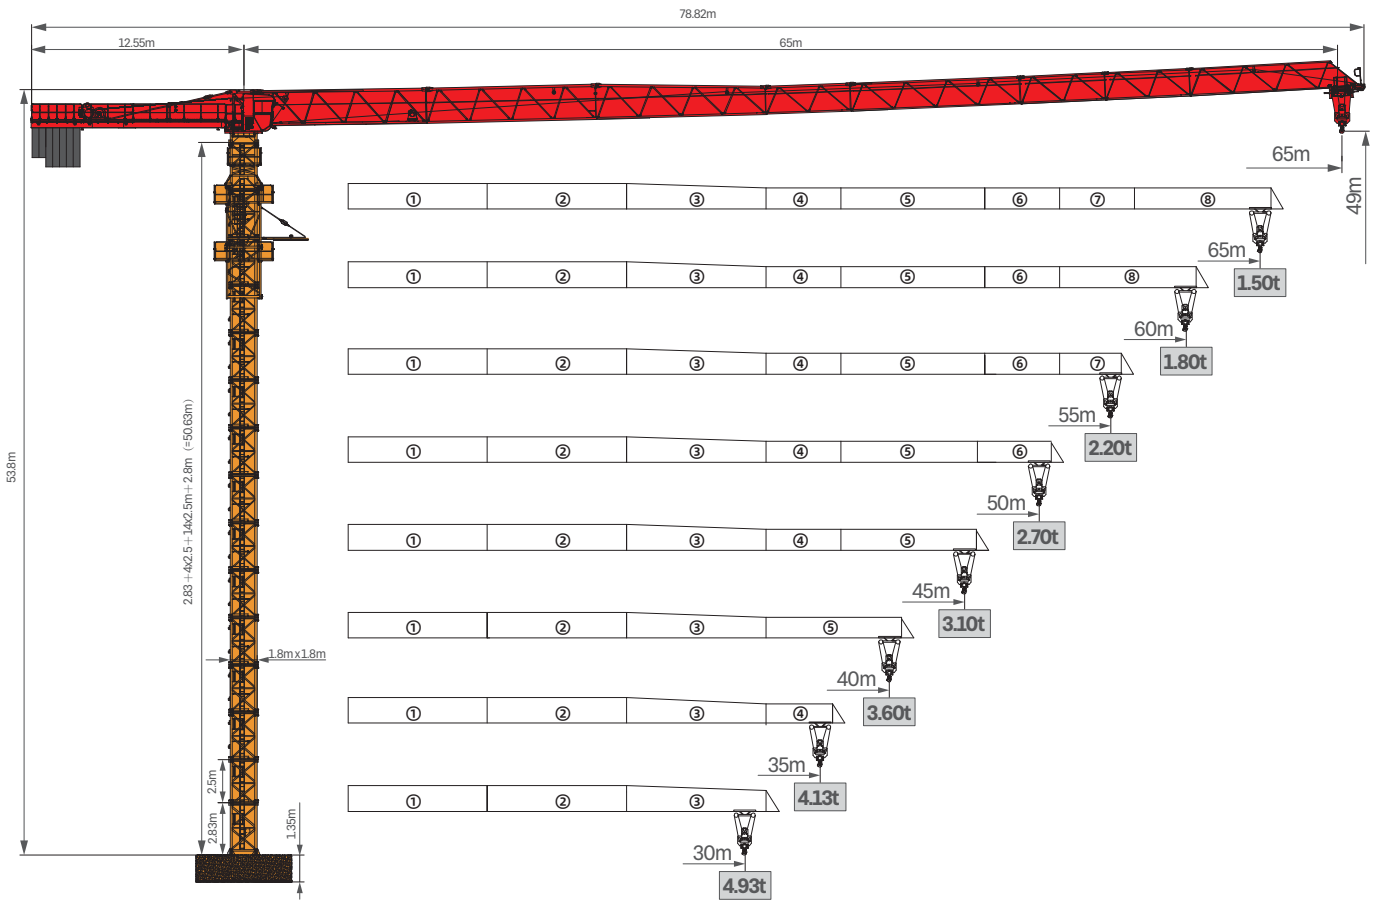 78.82m
12.55m
65m
65m
49m
① ② ③ ④ ⑤ ⑥ ⑦ ⑧
65m
1.50t
① ② ③ ④ ⑤ ⑥ ⑧
60m
1.80t
① ② ③ ④ ⑤ ⑥ ⑦
55m
2.20t
① ② ③ ④ ⑤ ⑥
50m
2.70t
① ② ③ ④ ⑤
45m
3.10t
① ② ③ ⑤
40m
3.60t
① ② ③ ④
35m
4.13t
① ② ③
30m
4.93t
53.8m
2.83+4x2.5+14x2.5m+2.8m (=50.63m)
1.8m x1.8m
2.5m
2.83m
1.35m